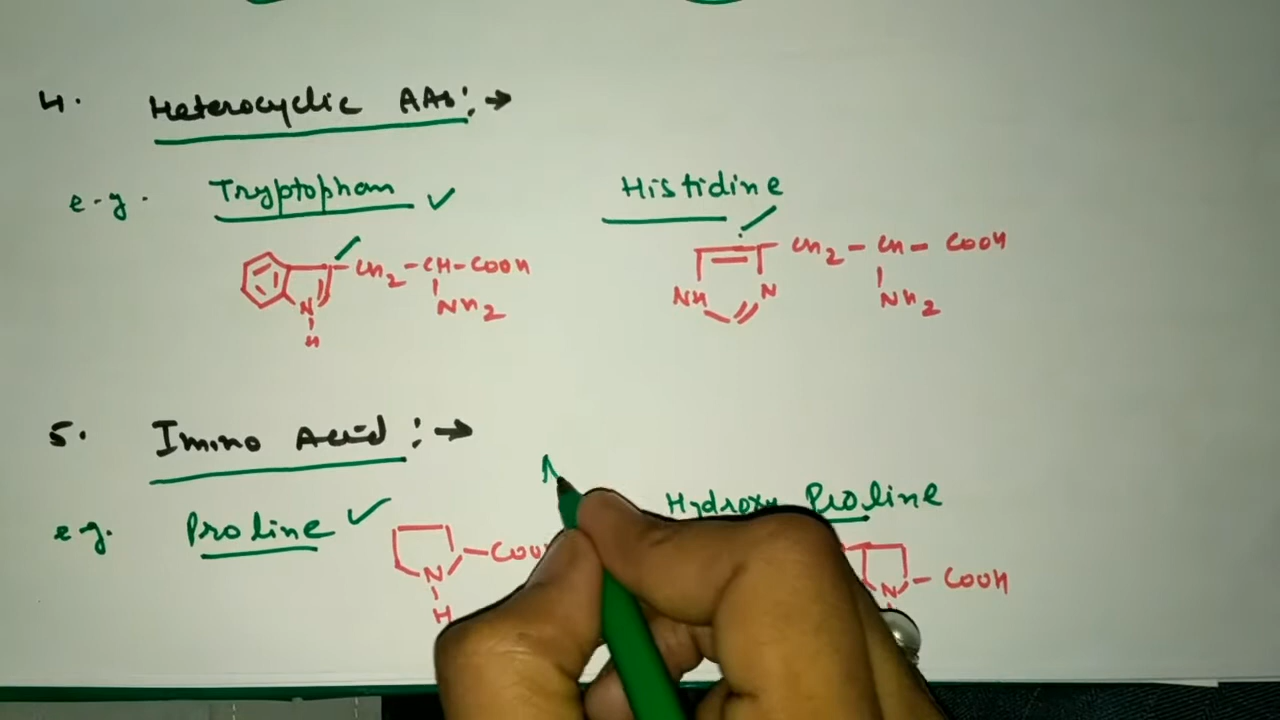 4. Heterocyclic AAs:→
e.g. Tryptophan ✓ Histidine
CH2 - CH - COOH
NH2
N
H
CH2 - CH - COOH
NH2
NH N
5. Imino Acid :→
eg. Proline ✓ Hydroxy Proline
N
H
N - COOH